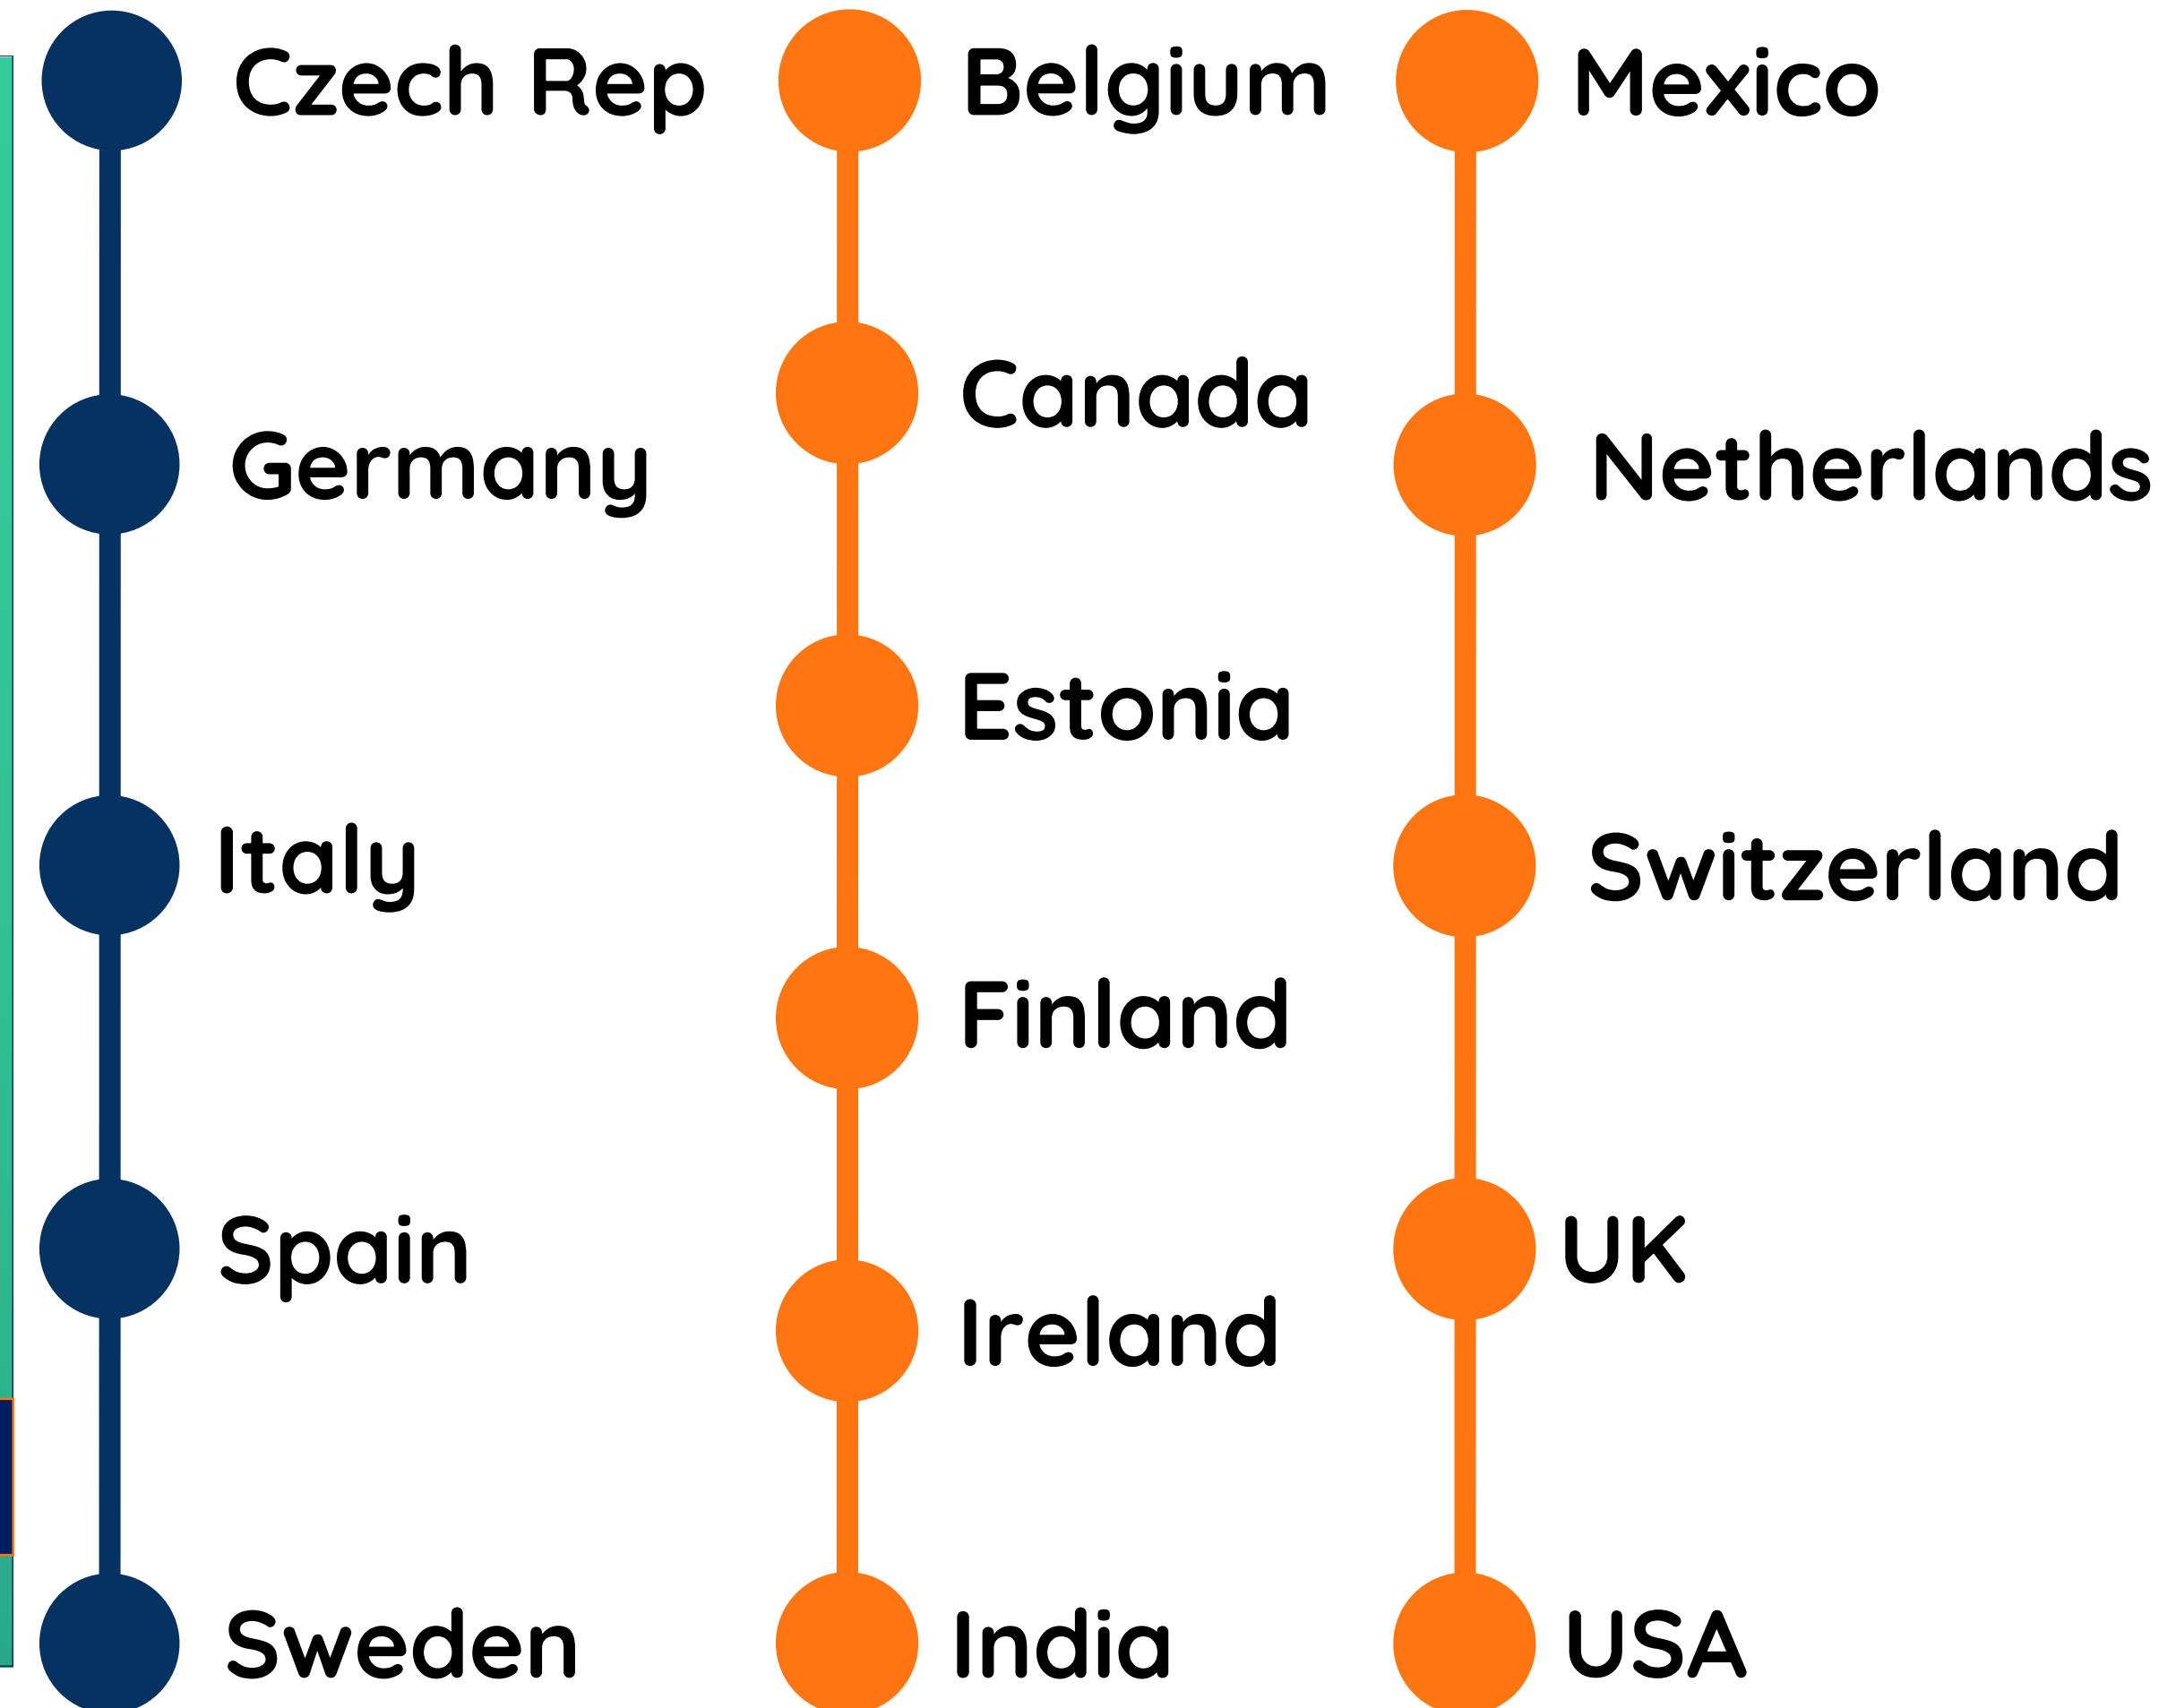 Czech Rep
Germany
Italy
Spain
Sweden
Belgium
Canada
Estonia
Finland
Ireland
India
Mexico
Netherlands
Switzerland
UK
USA